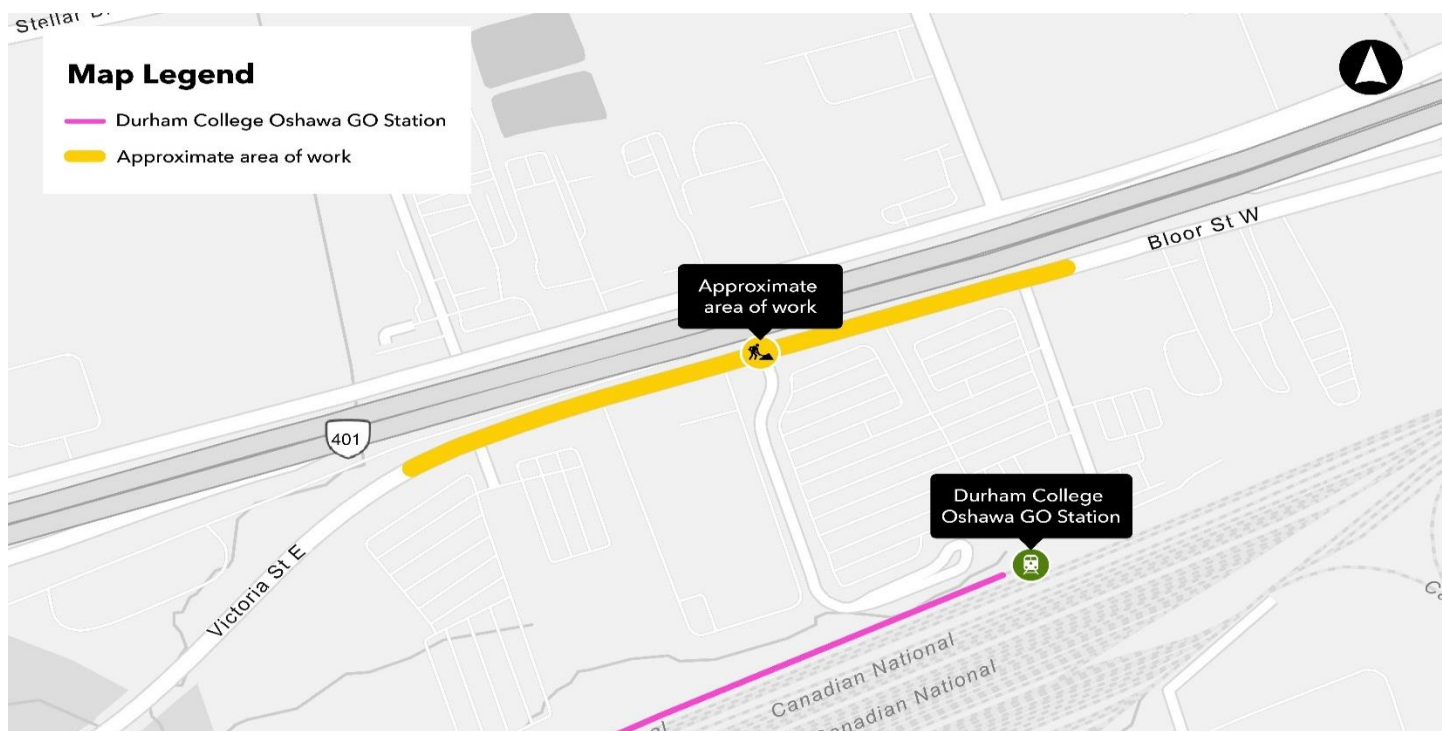 Stellar
Map Legend
Durham College Oshawa GO Station
Approximate area of work
Bloor St W
Approximate
area of work
401
Durham College
Oshawa GO Station
Victoria St E
Canadian National
Canadian National